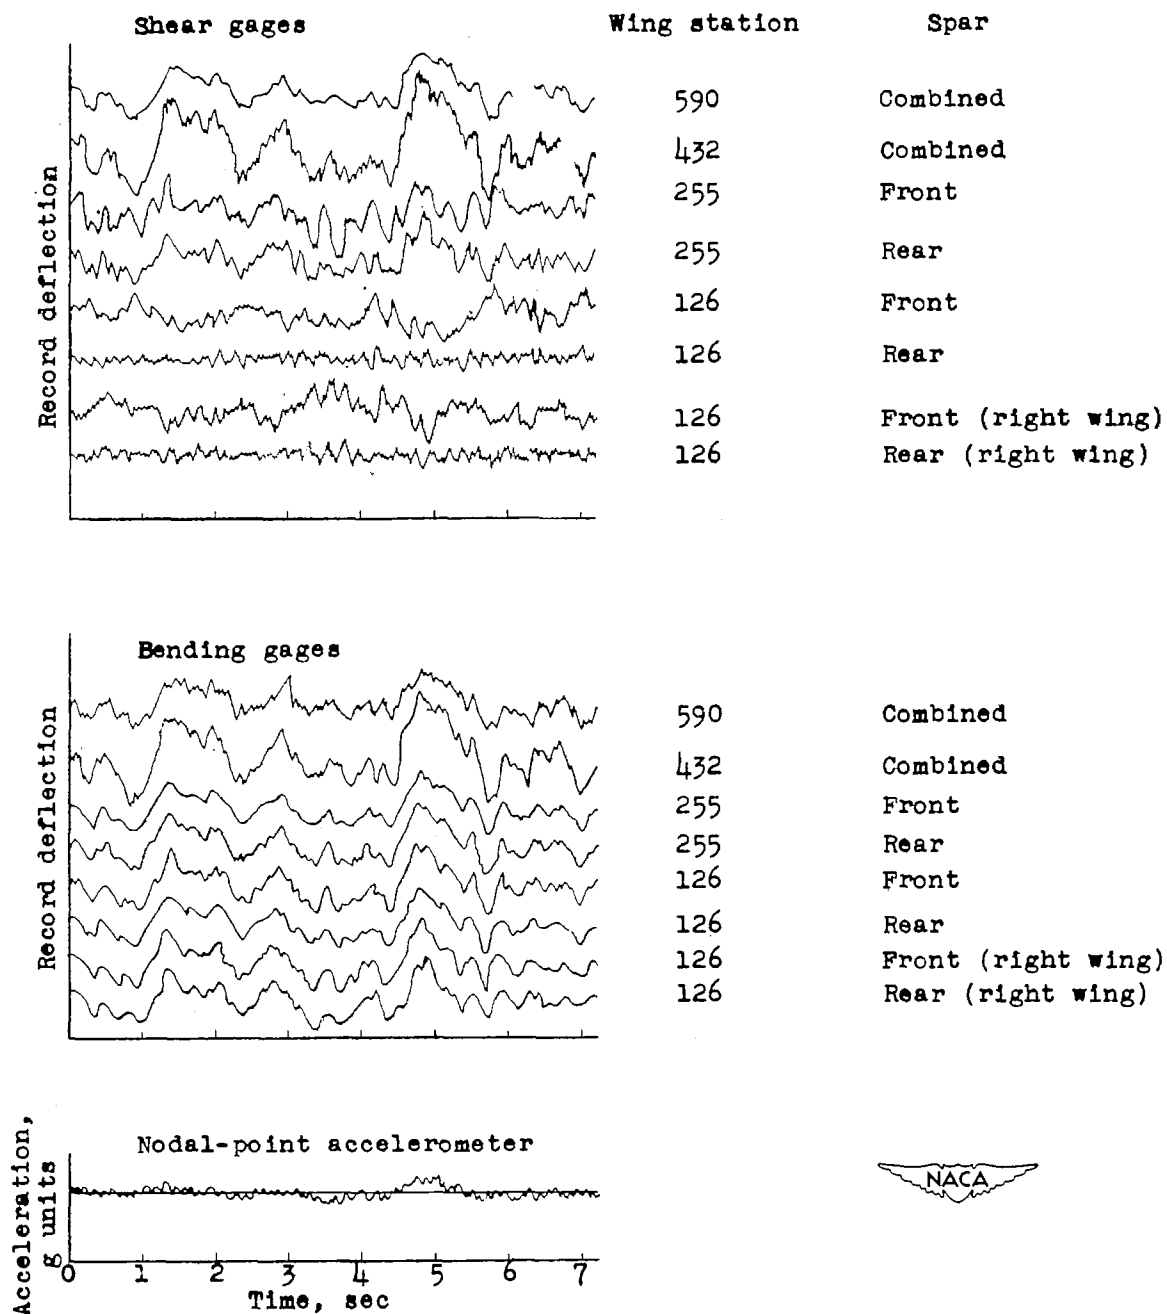 Shear gages Wing station Spar
Record deflection
590 Combined
432 Combined
255 Front
255 Rear
126 Front
126 Rear
126 Front (right wing)
126 Rear (right wing)
Bending gages
Record deflection
590 Combined
432 Combined
255 Front
255 Rear
126 Front
126 Rear
126 Front (right wing)
126 Rear (right wing)
Nodal-point accelerometer
Acceleration,
g units
NACA
0 1 2 3 4 5 6 7
Time, sec